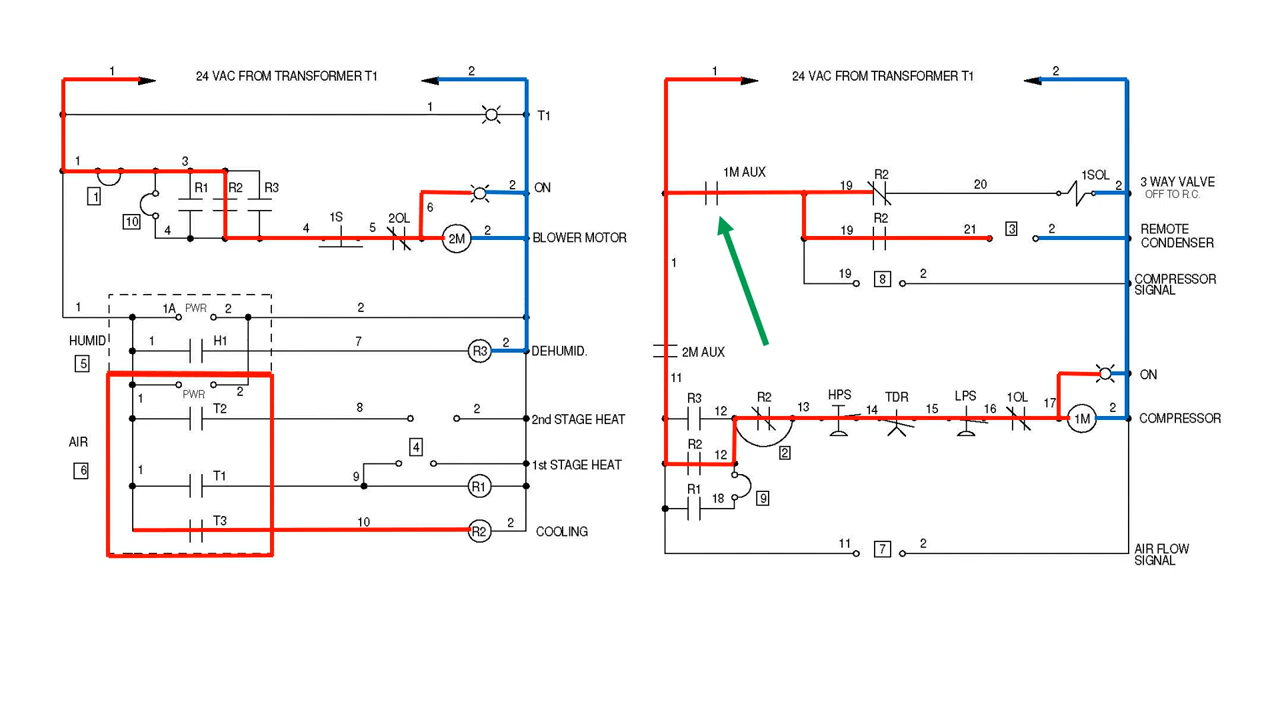 1 24 VAC FROM TRANSFORMER T1 2
1 T1
1 3
1 R1 R2 R3
ON 2
10 6
4 4 1S 5 2OL 2M 2 BLOWER MOTOR
1 1A PWR 2 2
HUMID 1 H1 7 R3 2 DEHUMID.
5
PWR 2
1 T2 8 2 2nd STAGE HEAT
AIR 4
6 1st STAGE HEAT
1 T1 9 R1
T3 10 R2 2 COOLING
1 24 VAC FROM TRANSFORMER T1 2
1M AUX R2 1SOL 3 WAY VALVE
19 20 2 OFF TO R.C.
R2 REMOTE
19 21 3 2 CONDENSER
1
19 8 2 COMPRESSOR
SIGNAL
2M AUX
11 ON
R3 12 R2 13 HPS 14 TDR 15 LPS 16 1OL 17 1M 2 COMPRESSOR
R2 12 2
R1 18 9
11 7 2 AIR FLOW
SIGNAL